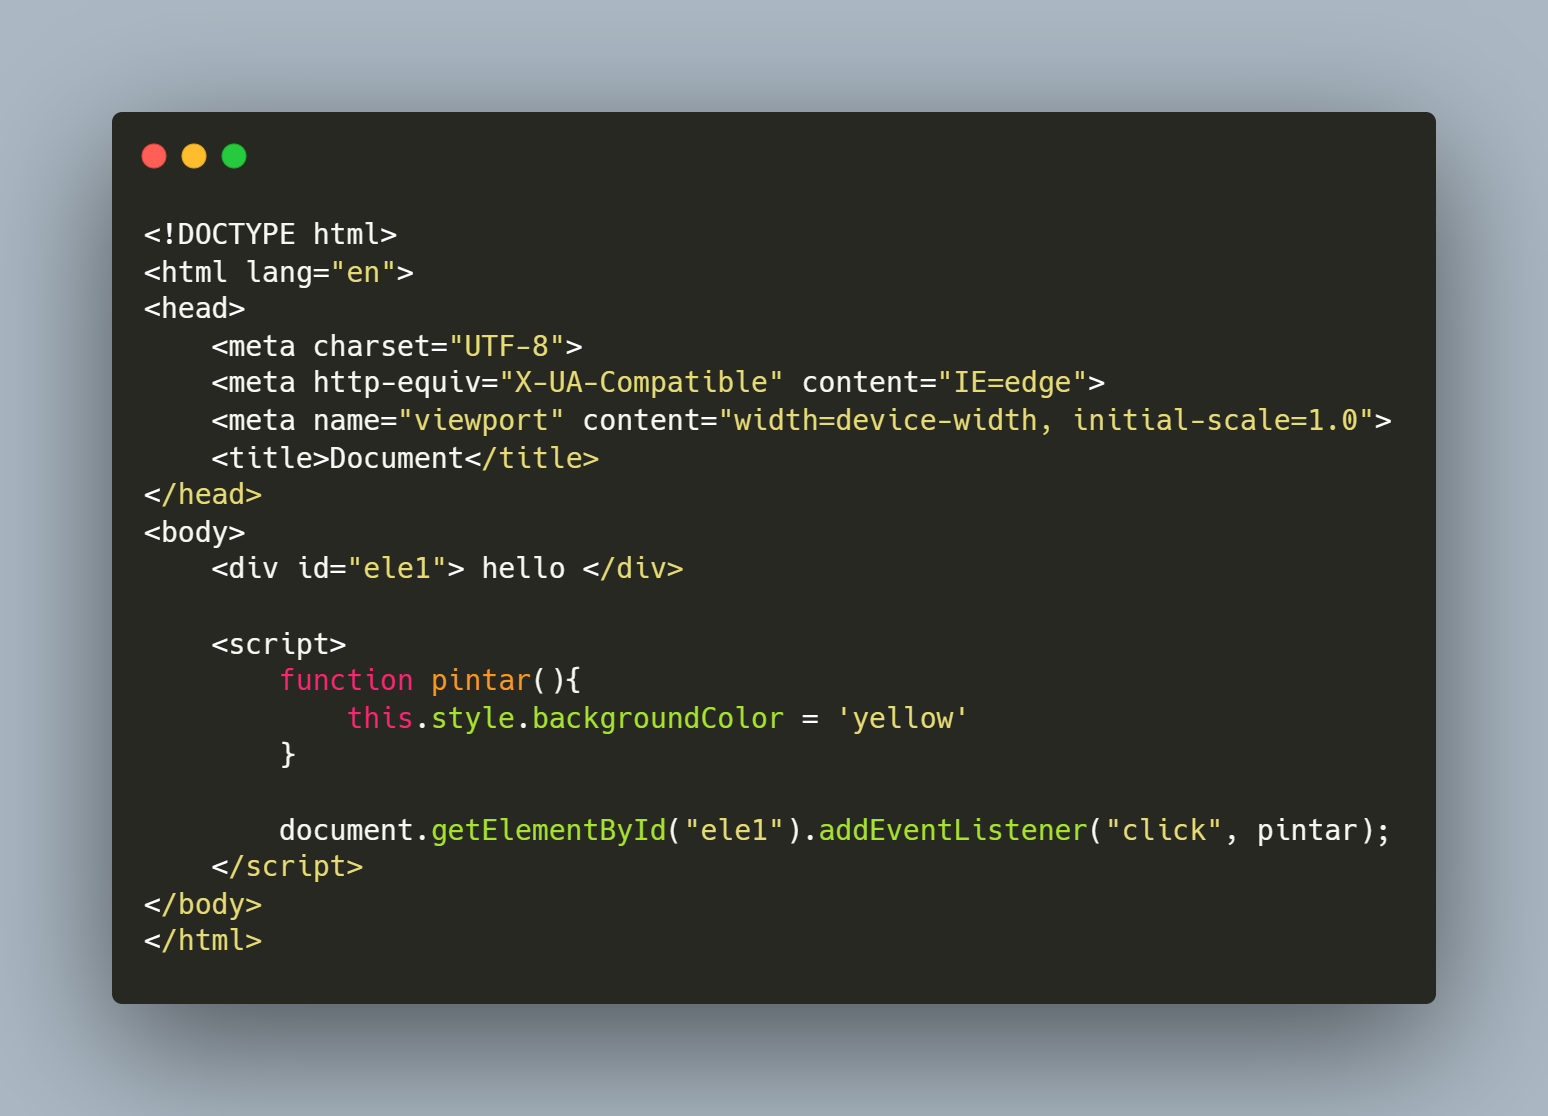 <!DOCTYPE html>
<html lang="en">
<head>
    <meta charset="UTF-8">
    <meta http-equiv="X-UA-Compatible" content="IE=edge">
    <meta name="viewport" content="width=device-width, initial-scale=1.0">
    <title>Document</title>
</head>
<body>
    <div id="ele1"> hello </div>

    <script>
        function pintar(){
            this.style.backgroundColor = 'yellow'
        }

        document.getElementById("ele1").addEventListener("click", pintar);
    </script>
</body>
</html>